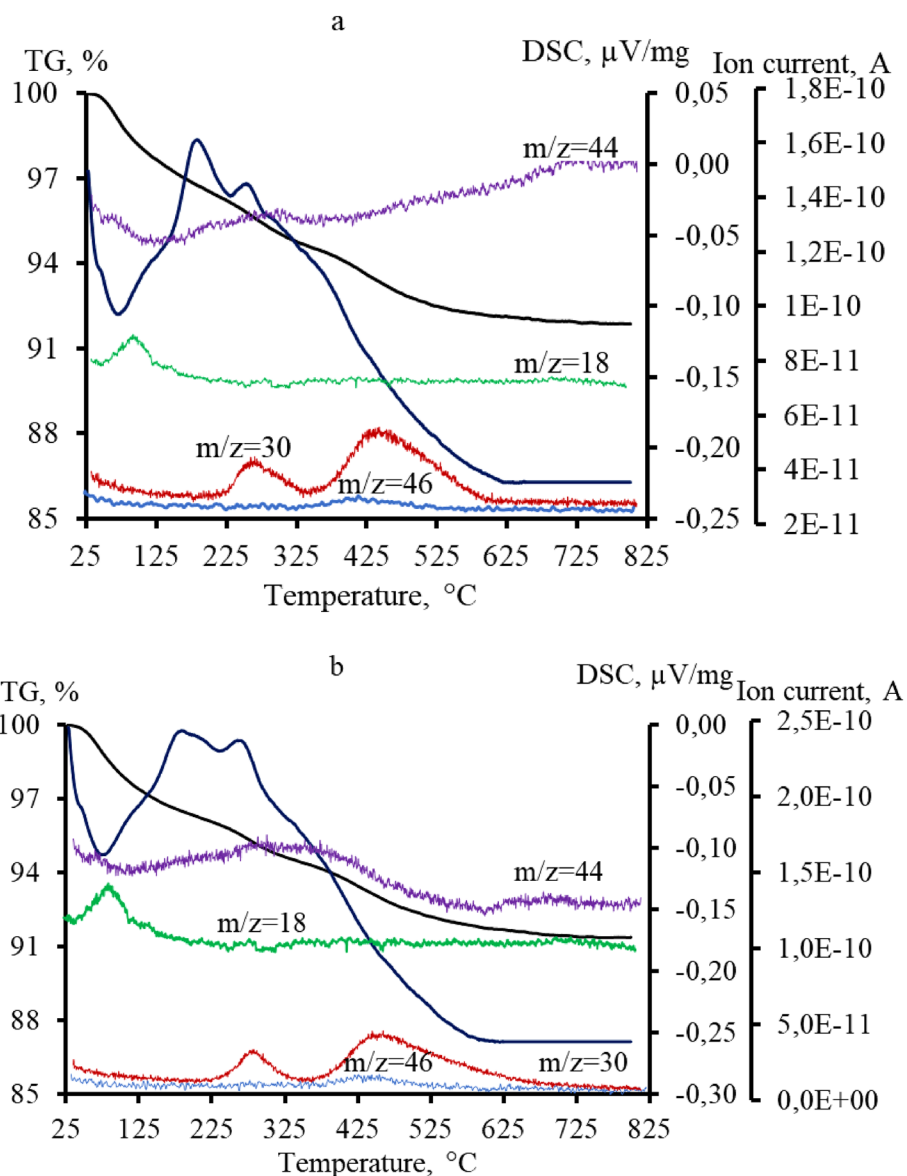 a
TG, %
DSC, µV/mg
Ion current, A
100
97
94
91
88
85
0,05
0,00
-0,05
-0,10
-0,15
-0,20
-0,25
1,8E-10
1,6E-10
1,4E-10
1,2E-10
1E-10
8E-11
6E-11
4E-11
2E-11
m/z=44
m/z=18
m/z=30
m/z=46
25 125 225 325 425 525 625 725 825
Temperature, °C
b
TG, %
DSC, µV/mg
Ion current, A
100
97
94
91
88
85
0,00
-0,05
-0,10
-0,15
-0,20
-0,25
-0,30
2,5E-10
2,0E-10
1,5E-10
1,0E-10
5,0E-11
0,0E+00
m/z=44
m/z=18
m/z=46
m/z=30
25 125 225 325 425 525 625 725 825
Temperature, °C